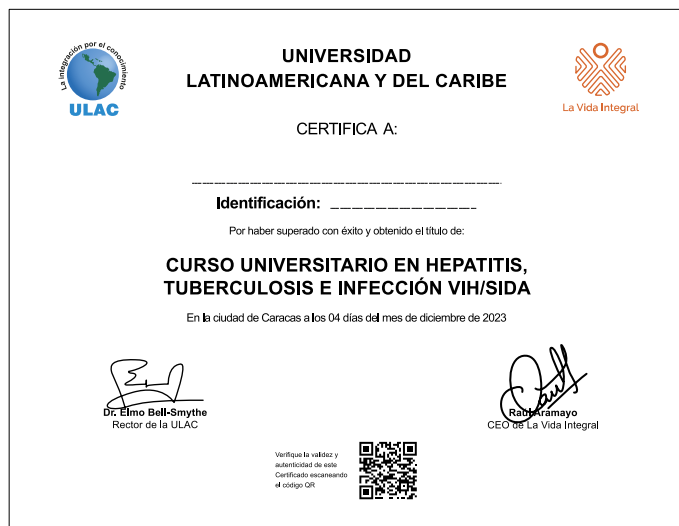 La integración por el conocimiento
ULAC
UNIVERSIDAD
LATINOAMERICANA Y DEL CARIBE
La Vida Integral
CERTIFICA A:
Identificación:
Por haber superado con éxito y obtenido el título de:
CURSO UNIVERSITARIO EN HEPATITIS,
TUBERCULOSIS E INFECCIÓN VIH/SIDA
En la ciudad de Caracas a los 04 días del mes de diciembre de 2023
Dr. Elmo Bell-Smythe
Rector de la ULAC
Raúl Aramayo
CEO de La Vida Integral
Verifique la validez y
autenticidad de este
Certificado escaneando
el código QR